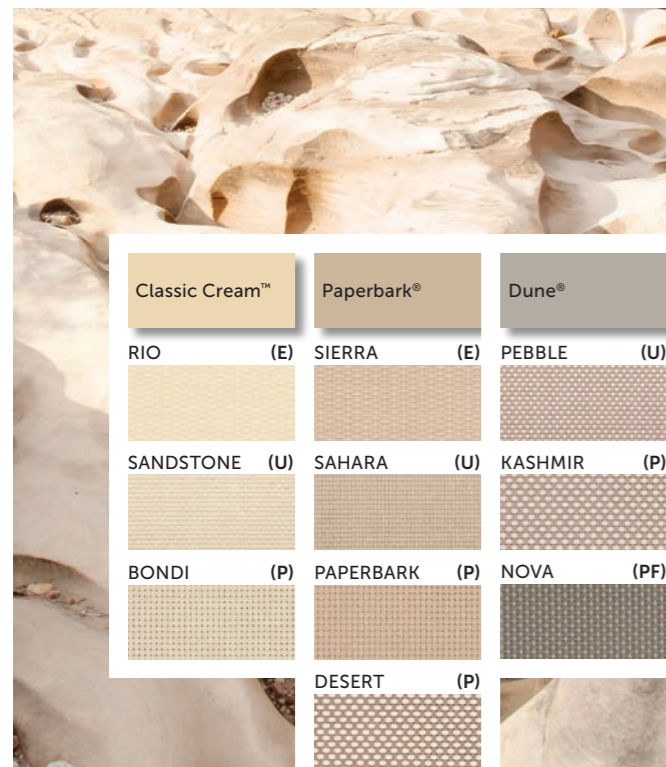 Classic Cream™ Paperbark® Dune®
RIO (E) SIERRA (E) PEBBLE (U)
SANDSTONE (U) SAHARA (U) KASHMIR (P)
BONDI (P) PAPERBARK (P) NOVA (PF)
DESERT (P)